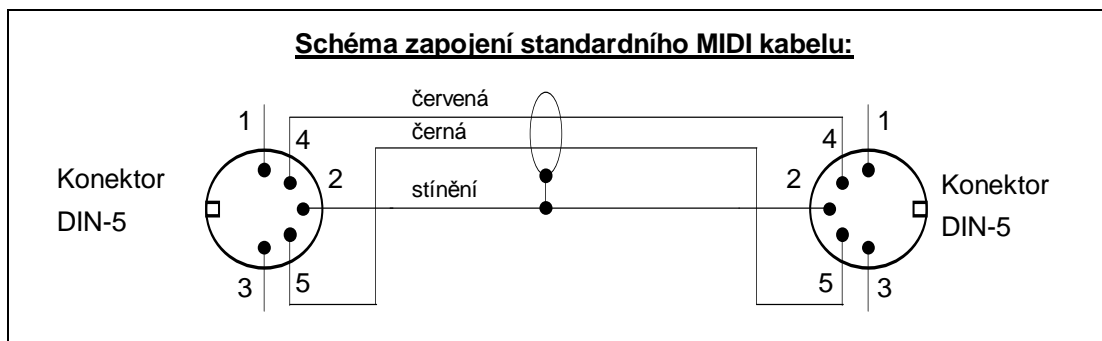 Schéma zapojení standardního MIDI kabelu:
červená
černá
stínění
1
4
2
5
3
Konektor
DIN-5
1
4
2
5
3
Konektor
DIN-5